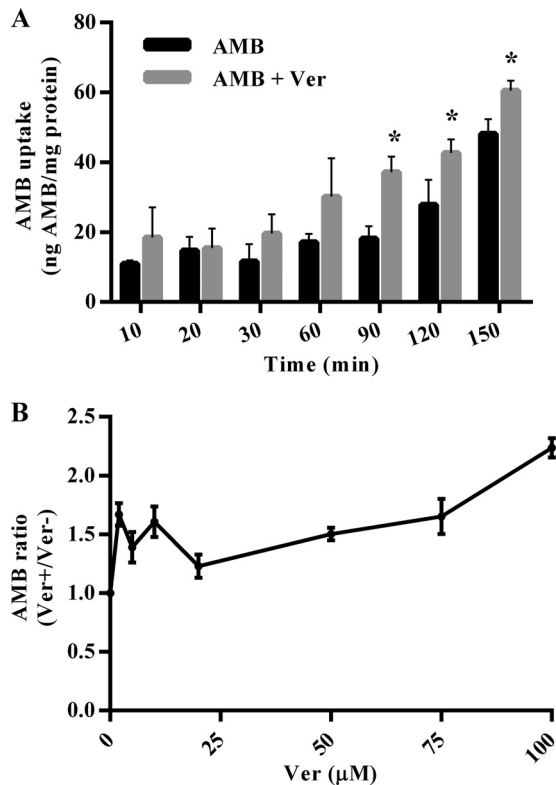 A
AMB
AMB + Ver
AMB uptake
(ng AMB/mg protein)
80
60
40
20
0
* * *
10 20 30 60 90 120 150
Time (min)
B
AMB ratio
(Ver+/Ver-)
2.5
2.0
1.5
1.0
0.5
0.0
0 25 50 75 100
Ver (µM)